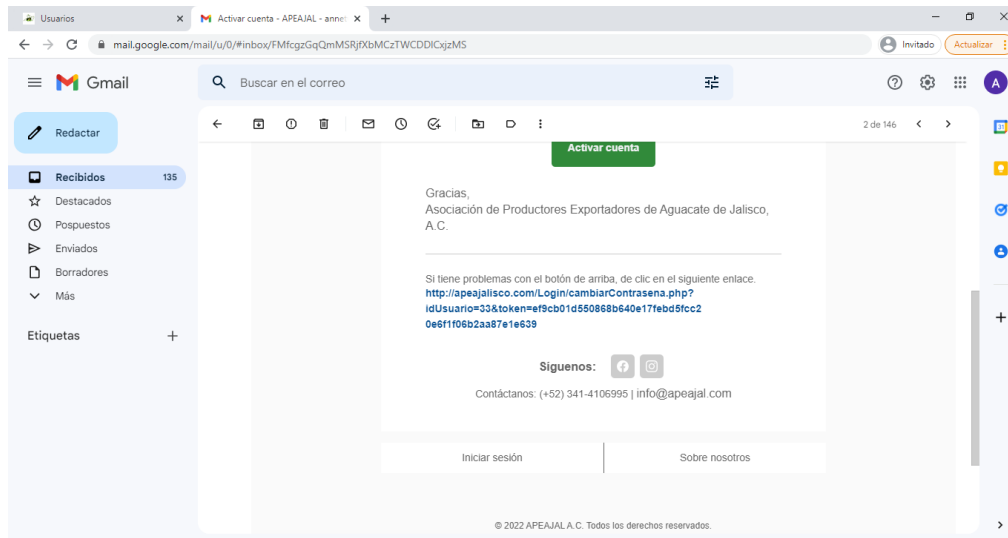 Usuarios
Activar cuenta - APEAJAL - annet
mail.google.com/mail/u/0/#inbox/FMfcgzGqQmMSRjfXbMCzTWCDDICxjzMS
Invitado
Actualizar
Gmail
Buscar en el correo
A
Redactar
2 de 146
Recibidos 135
Destacados
Pospuestos
Enviados
Borradores
Más
Etiquetas
Activar cuenta
Gracias,
Asociación de Productores Exportadores de Aguacate de Jalisco,
A.C.
Si tiene problemas con el botón de arriba, de clic en el siguiente enlace.
http://apeajalisco.com/Login/cambiarContrasena.php?
idUsuario=33&token=ef9cb01d550868b640e17febd5fcc2
0e6f1f06b2aa87e1e639
Síguenos:
Contáctanos: (+52) 341-4106995 | info@apeajal.com
Iniciar sesión
Sobre nosotros
© 2022 APEAJAL A.C. Todos los derechos reservados.